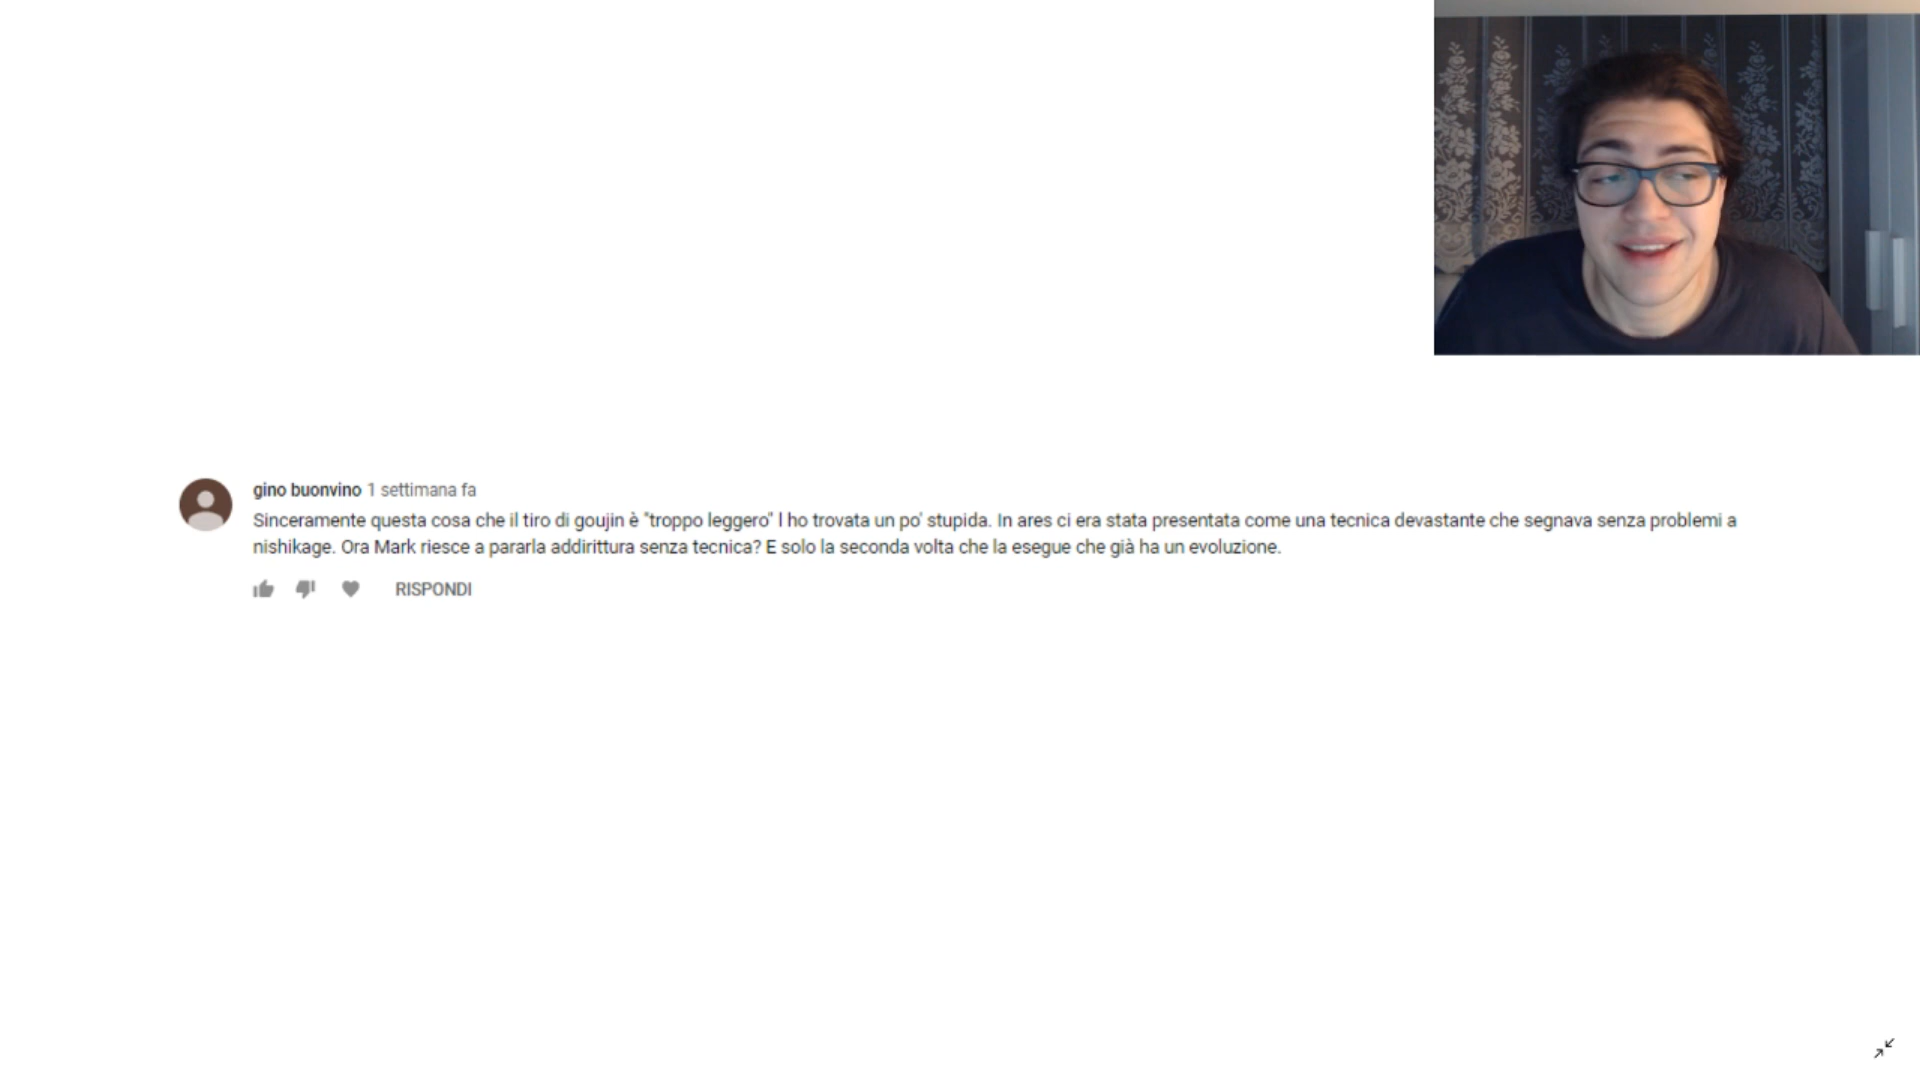 gino buonvino 1 settimana fa
Sinceramente questa cosa che il tiro di goujin è "troppo leggero" l ho trovata un po' stupida. In ares ci era stata presentata come una tecnica devastante che segnava senza problemi a
nishikage. Ora Mark riesce a pararla addirittura senza tecnica? E solo la seconda volta che la esegue che già ha un evoluzione.
RISPONDI